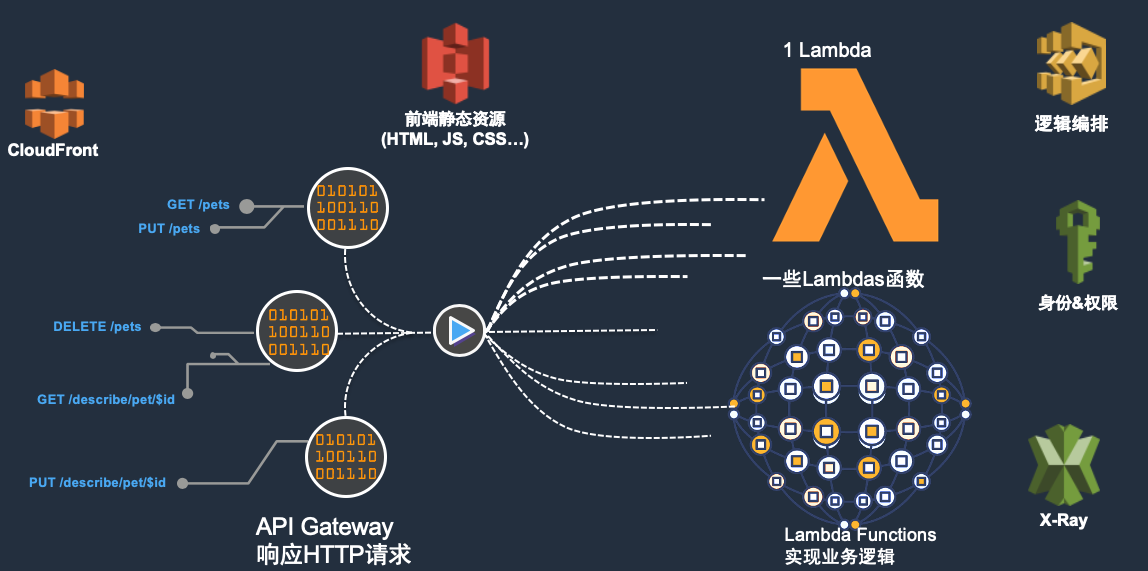 CloudFront
前端静态资源
(HTML, JS, CSS…)
1 Lambda
逻辑编排
GET /pets
PUT /pets
010101
100110
001110
DELETE /pets
010101
100110
001110
GET /describe/pet/$id
PUT /describe/pet/$id
010101
100110
001110
API Gateway
响应HTTP请求
一些Lambdas函数
身份&权限
Lambda Functions
实现业务逻辑
X-Ray